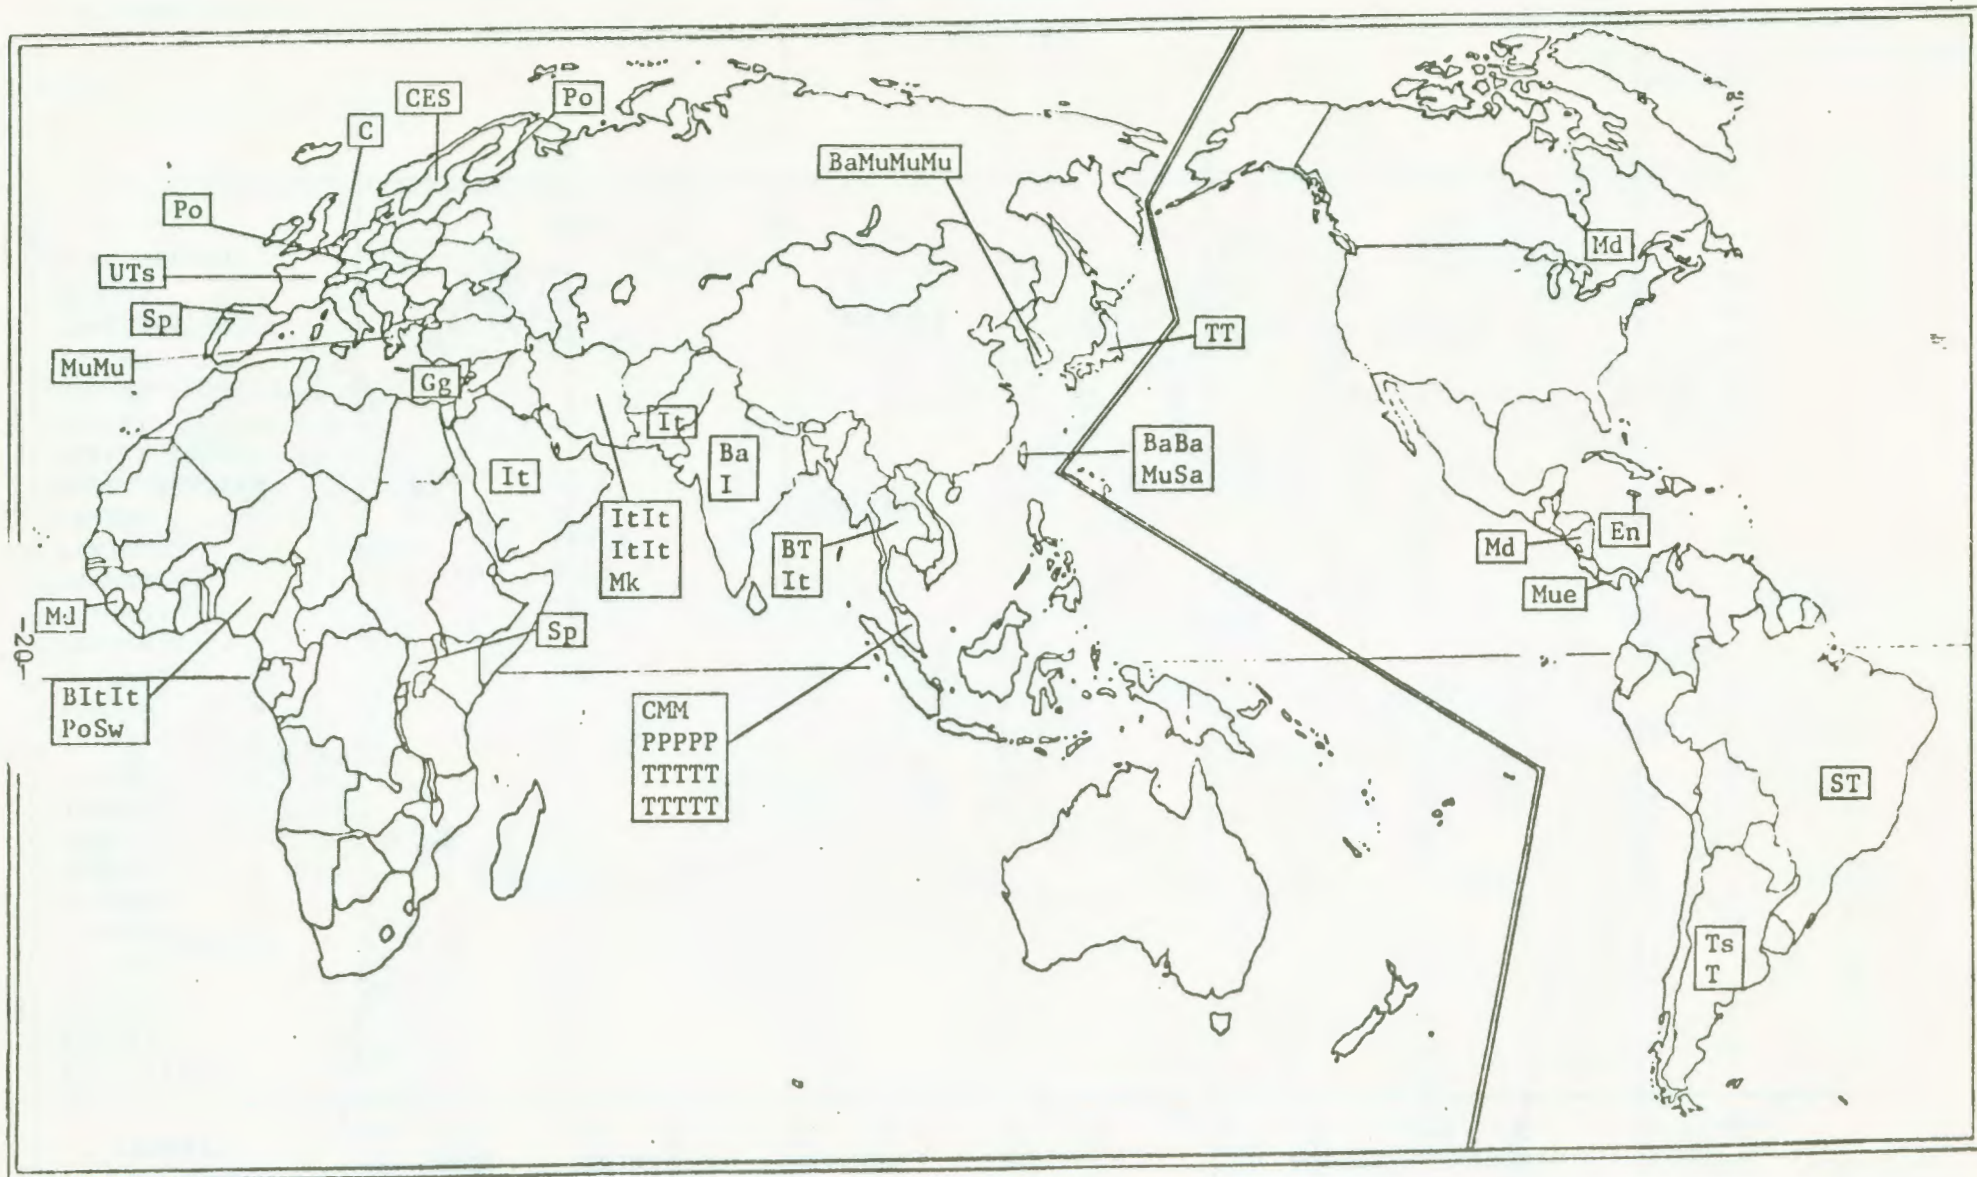 CES
Po
C
BaMuMuMu
Po
Md
UTs
Sp
TT
MuMu
Gg
It
Ba
I
BaBa
MuSa
It
ItIt
ItIt
Mk
BT
It
En
Md
Mue
Md
Sp
-20-
BItIt
PoSw
CMM
PPPPP
TTTTT
TTTTT
ST
Ts
T